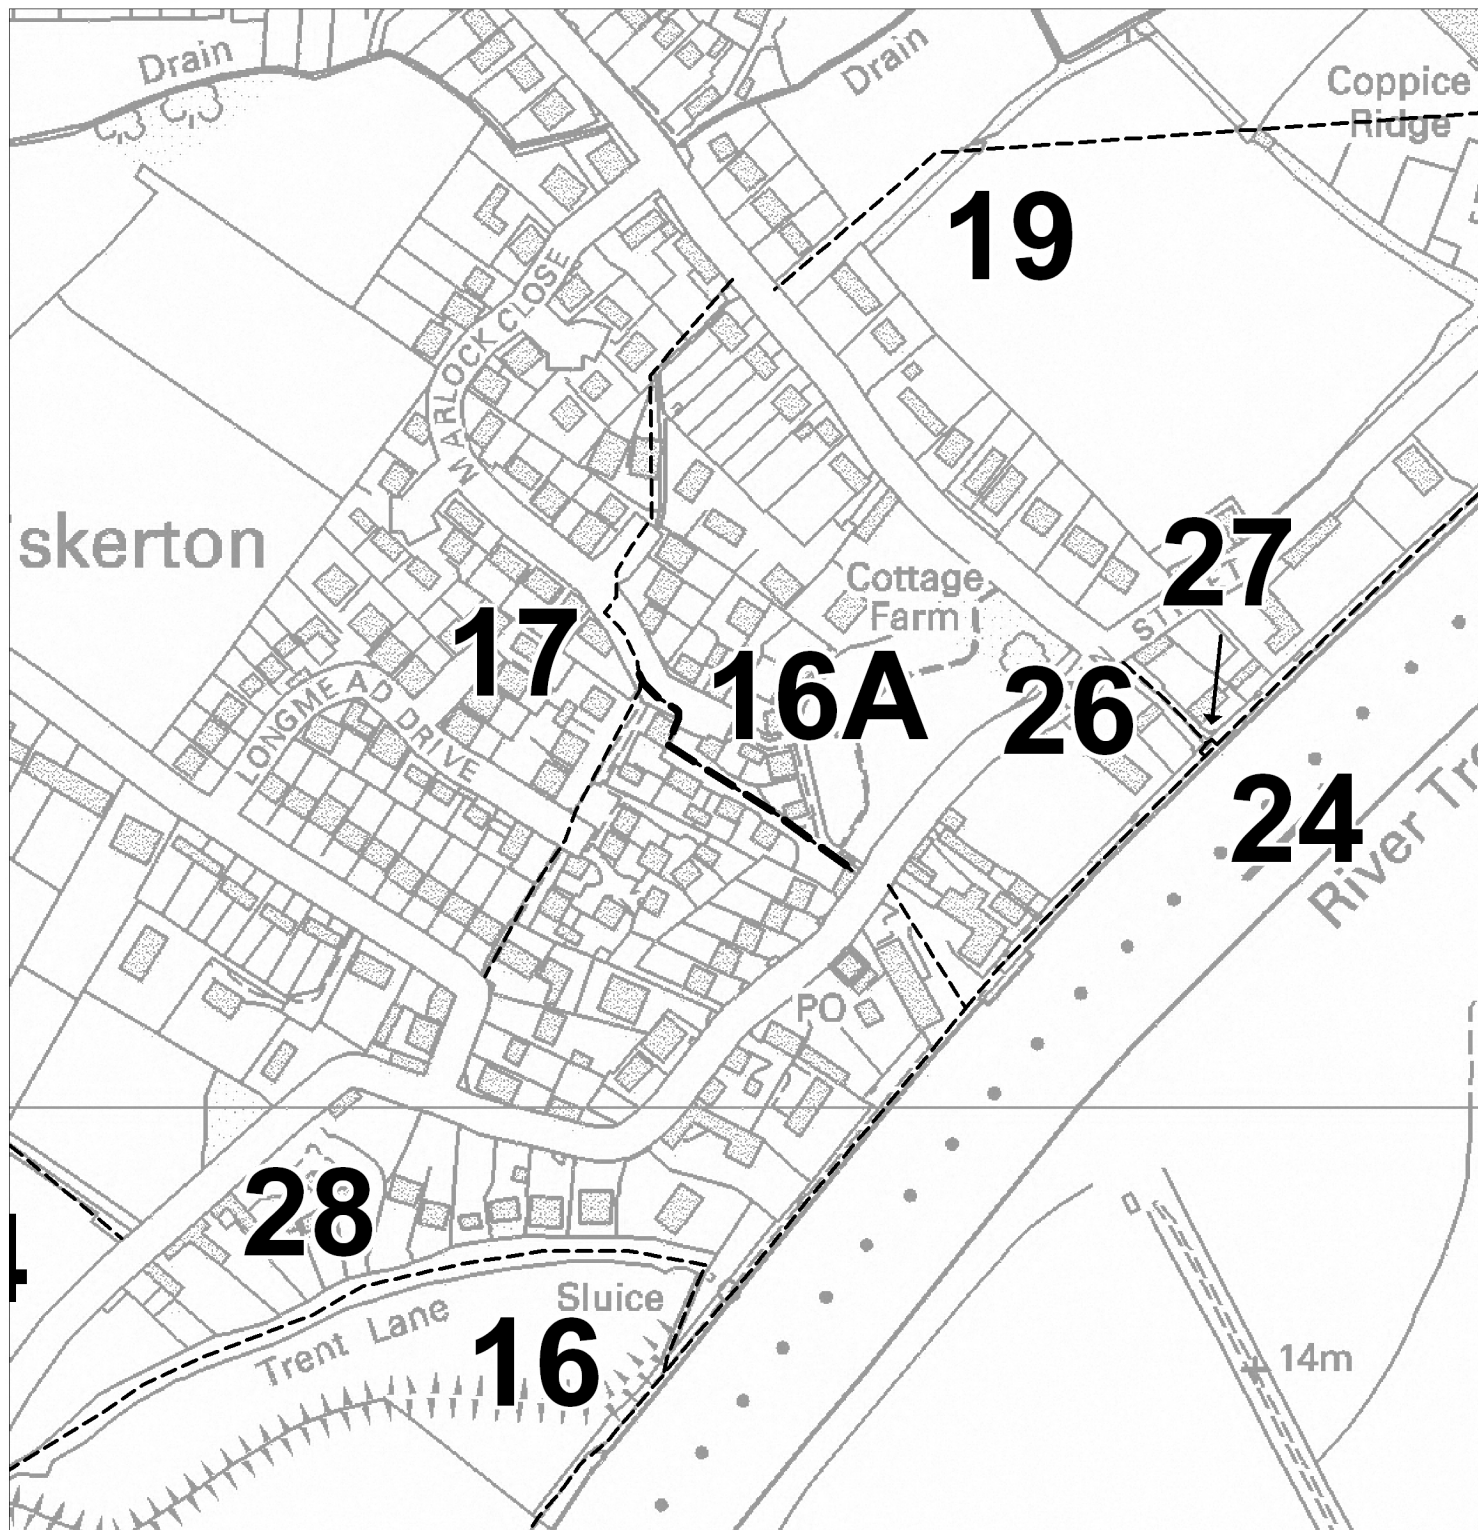 Drain
Drain
Coppice
Ridge
19
MARLOCK CLOSE
skerton
27
Cottage
Farm
17
16A
26
LONGMEAD DRIVE
24
River Tre
PO
28
4
Sluice
Trent Lane
16
14m